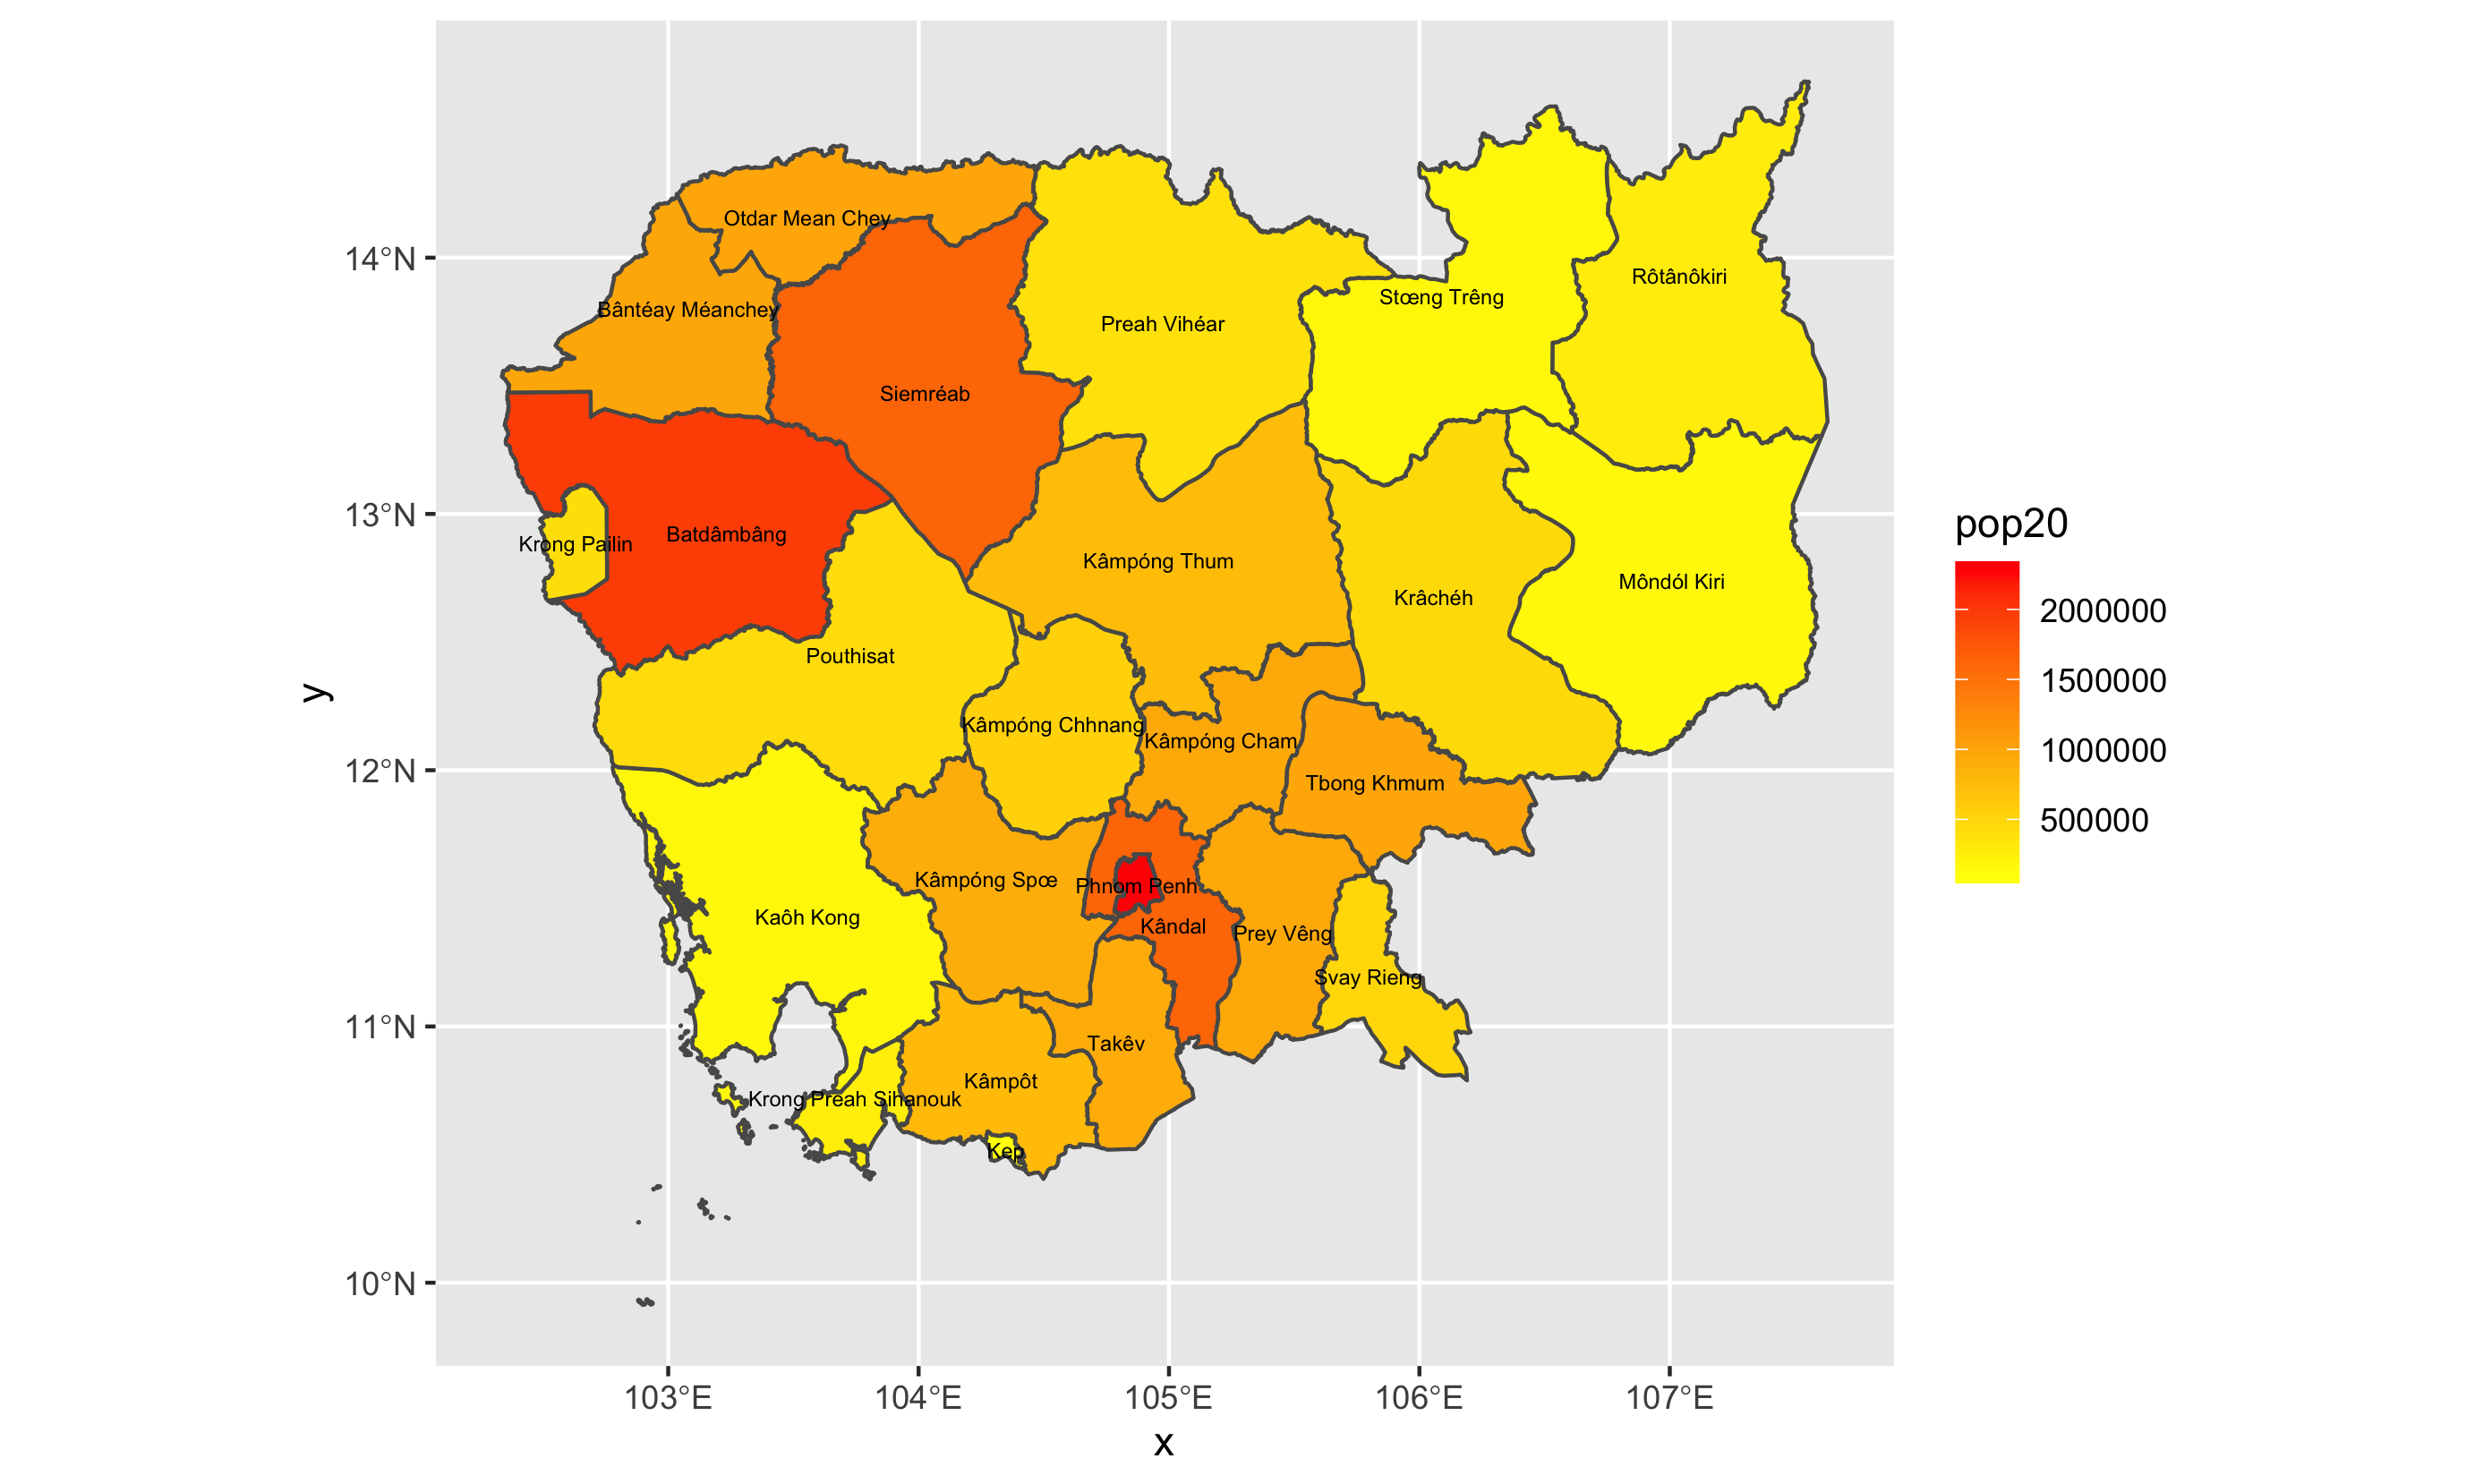 Otdar Mean Chey
Bântéay Méanchey
Siemréab
Preah Vihéar
Stœng Trêng
Rôtânôkiri
Krong Pailin
Batdâmbâng
Kâmpóng Thum
Krâchéh
Môndól Kiri
Pouthisat
Kâmpóng Chhnang
Kâmpóng Cham
Tbong Khmum
Kâmpóng Spœ
Phnom Penh
Kaôh Kong
Kândal
Prey Vêng
Svay Rieng
Takêv
Kâmpôt
Krong Preah Sihanouk
Kep
14°N
13°N
12°N
11°N
10°N
y
103°E 104°E 105°E 106°E 107°E
x
pop20
2000000
1500000
1000000
500000